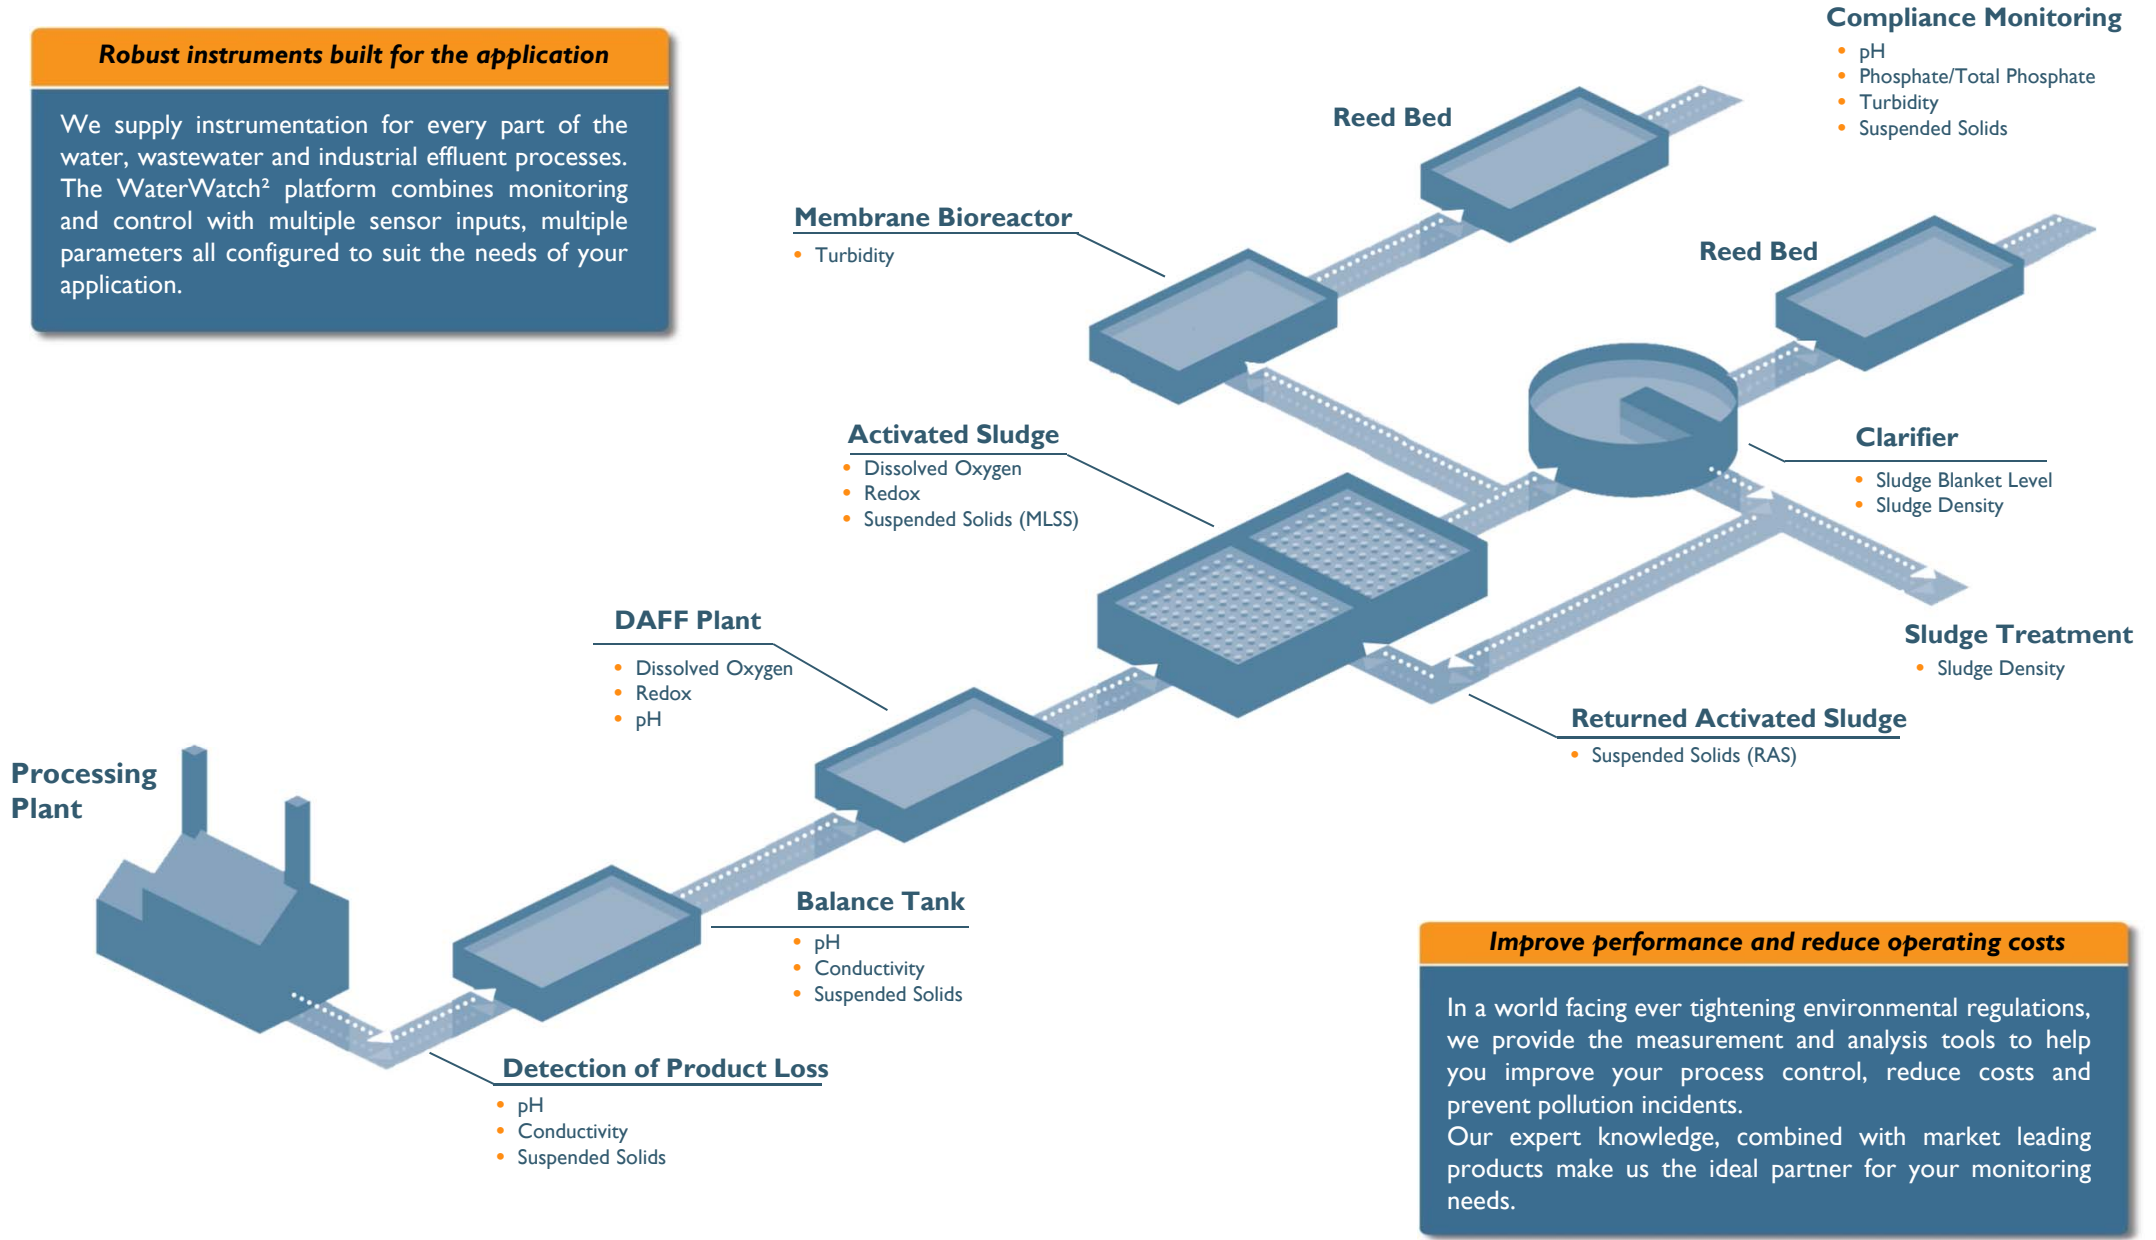 Robust instruments built for the application
We supply instrumentation for every part of the
water, wastewater and industrial effluent processes.
The WaterWatch² platform combines monitoring
and control with multiple sensor inputs, multiple
parameters all configured to suit the needs of your
application.
Compliance Monitoring
• pH
• Phosphate/Total Phosphate
• Turbidity
• Suspended Solids
Reed Bed
Membrane Bioreactor
• Turbidity
Reed Bed
Activated Sludge
• Dissolved Oxygen
• Redox
• Suspended Solids (MLSS)
Clarifier
• Sludge Blanket Level
• Sludge Density
DAFF Plant
• Dissolved Oxygen
• Redox
• pH
Sludge Treatment
• Sludge Density
Returned Activated Sludge
• Suspended Solids (RAS)
Processing
Plant
Balance Tank
• pH
• Conductivity
• Suspended Solids
Detection of Product Loss
• pH
• Conductivity
• Suspended Solids
Improve performance and reduce operating costs
In a world facing ever tightening environmental regulations,
we provide the measurement and analysis tools to help
you improve your process control, reduce costs and
prevent pollution incidents.
Our expert knowledge, combined with market leading
products make us the ideal partner for your monitoring
needs.